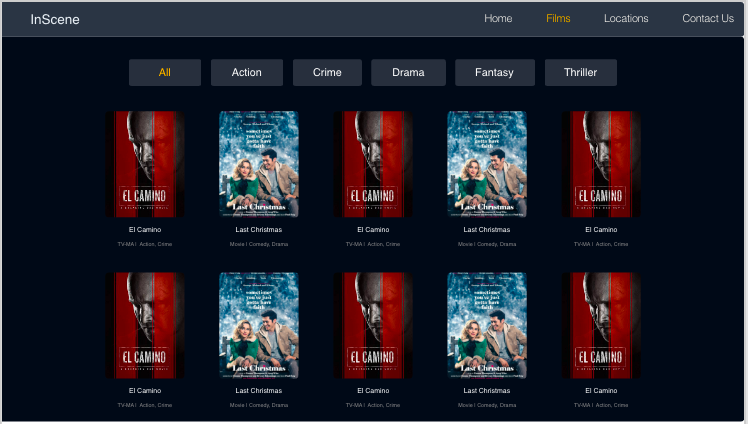 InScene Home Films Locations Contact Us
All Action Crime Drama Fantasy Thriller
sometimes
you've just
gotta have
faith
sometimes
you've just
gotta have
faith
EL CAMINO Last Christmas EL CAMINO Last Christmas EL CAMINO
El Camino Last Christmas El Camino Last Christmas El Camino
TV-MA | Action, Crime Movie | Comedy, Drama TV-MA | Action, Crime Movie | Comedy, Drama TV-MA | Action, Crime
sometimes
you've just
gotta have
faith
sometimes
you've just
gotta have
faith
EL CAMINO Last Christmas EL CAMINO Last Christmas EL CAMINO
El Camino Last Christmas El Camino Last Christmas El Camino
TV-MA | Action, Crime Movie | Comedy, Drama TV-MA | Action, Crime Movie | Comedy, Drama TV-MA | Action, Crime